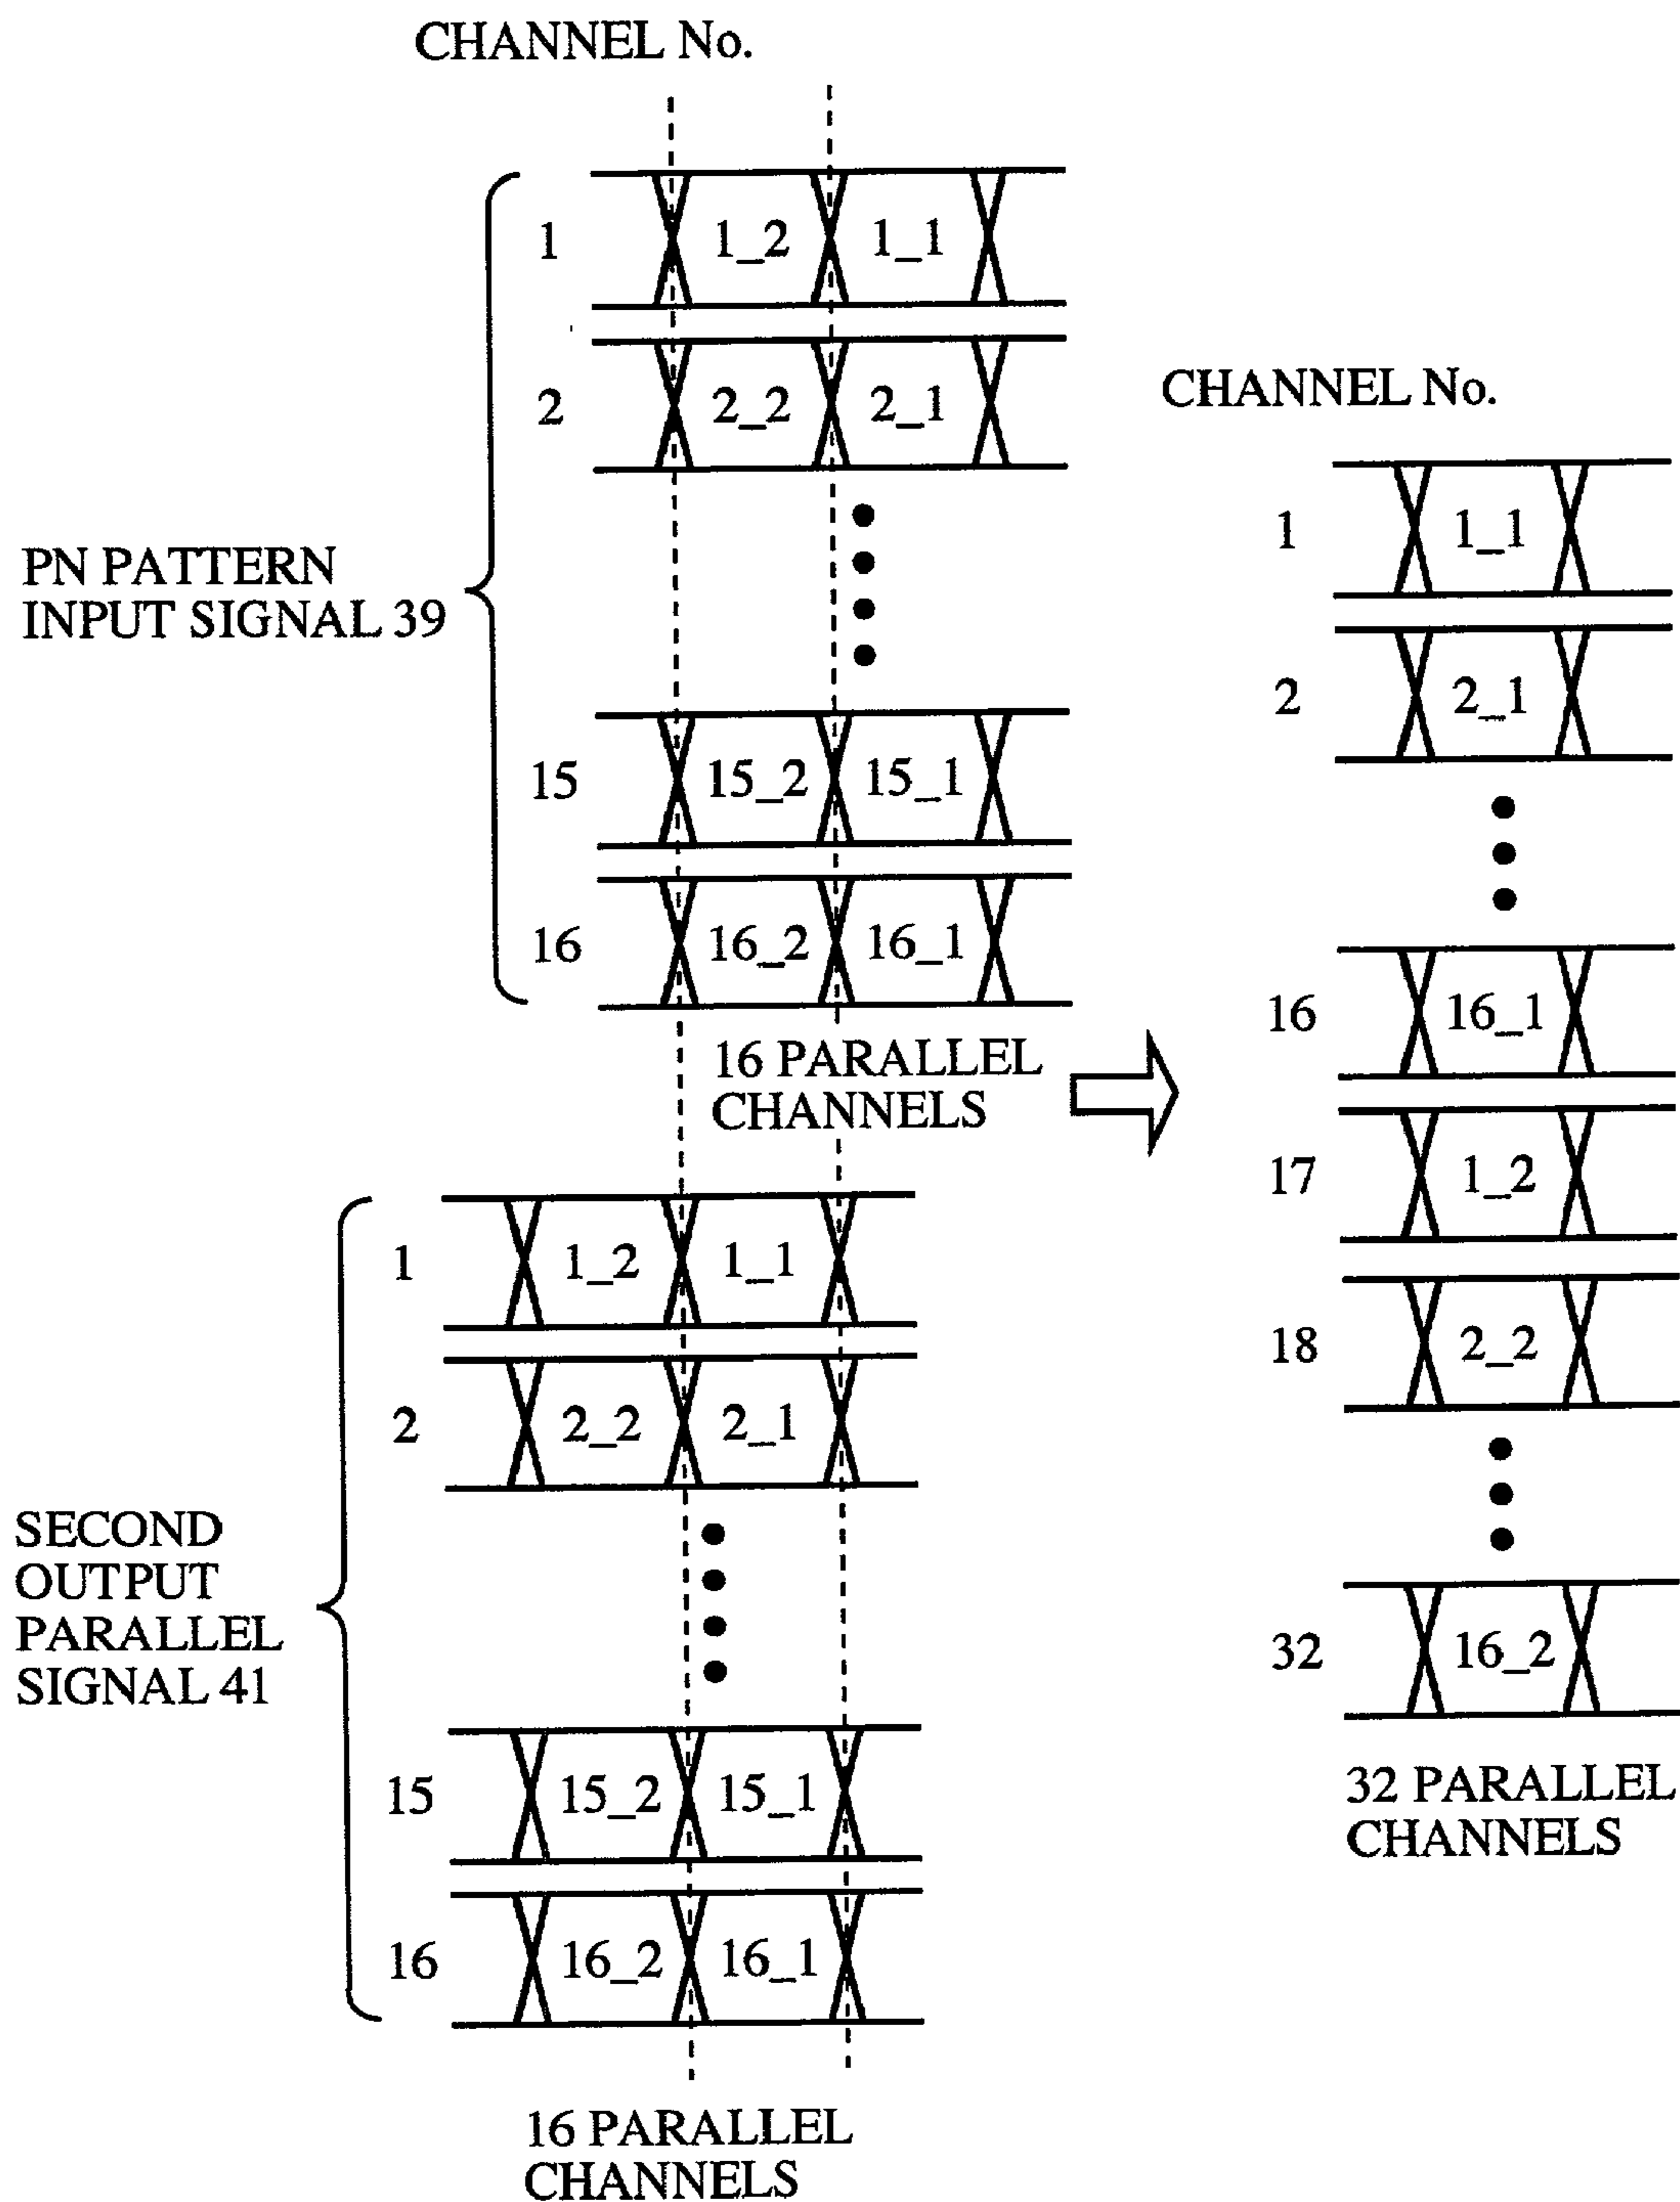 CHANNEL No.
1 1_2 1_1
2 2_2 2_1
PN PATTERN
INPUT SIGNAL 39
15 15_2 15_1
16 16_2 16_1
16 PARALLEL
CHANNELS
1 1_2 1_1
2 2_2 2_1
SECOND
OUTPUT
PARALLEL
SIGNAL 41
15 15_2 15_1
16 16_2 16_1
16 PARALLEL
CHANNELS
CHANNEL No.
1 1_1
2 2_1
16 16_1
17 1_2
18 2_2
32 16_2
32 PARALLEL
CHANNELS